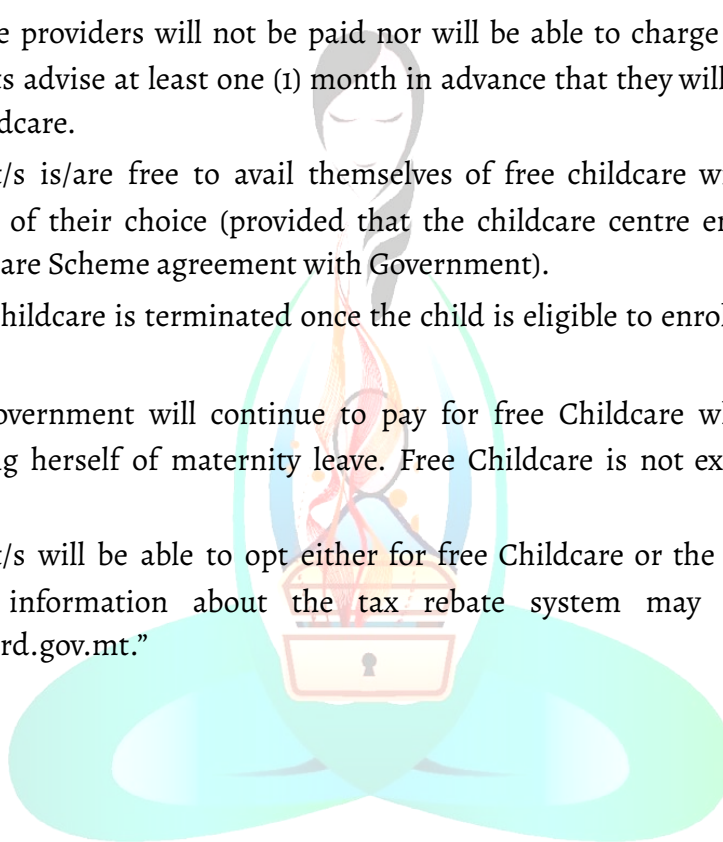 e providers will not be paid nor will be able to charge
ts advise at least one (1) month in advance that they will
dcare.
t/s is/are free to avail themselves of free childcare w
of their choice (provided that the childcare centre en
are Scheme agreement with Government).
hildcare is terminated once the child is eligible to enrol
overnment will continue to pay for free Childcare w
ng herself of maternity leave. Free Childcare is not ex
t/s will be able to opt either for free Childcare or the
information about the tax rebate system may
rd.gov.mt.”